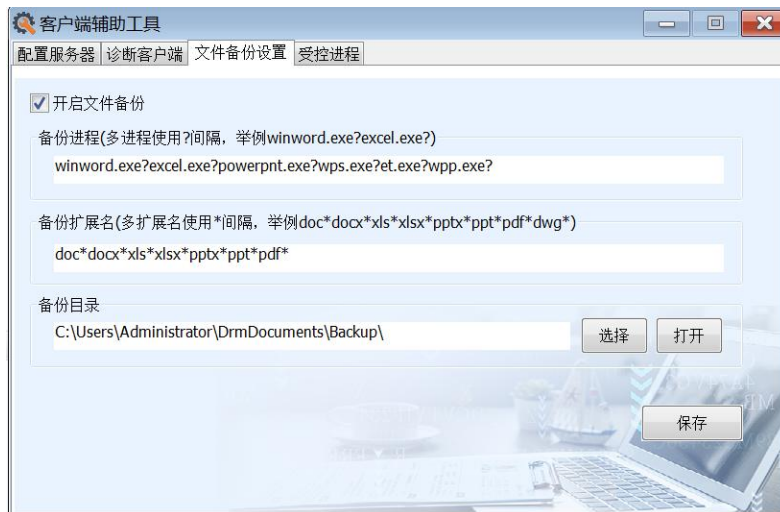 客户端辅助工具
配置服务器 诊断客户端 文件备份设置 受控进程
开启文件备份
备份进程(多进程使用?间隔，举例winword.exe?excel.exe?)
winword.exe?excel.exe?powerpnt.exe?wps.exe?et.exe?wpp.exe?
备份扩展名(多扩展名使用*间隔，举例doc*docx*xls*xlsx*pptx*ppt*pdf*dwg*)
doc*docx*xls*xlsx*pptx*ppt*pdf*
备份目录
C:\Users\Administrator\DrmDocuments\Backup\ 选择 打开
保存